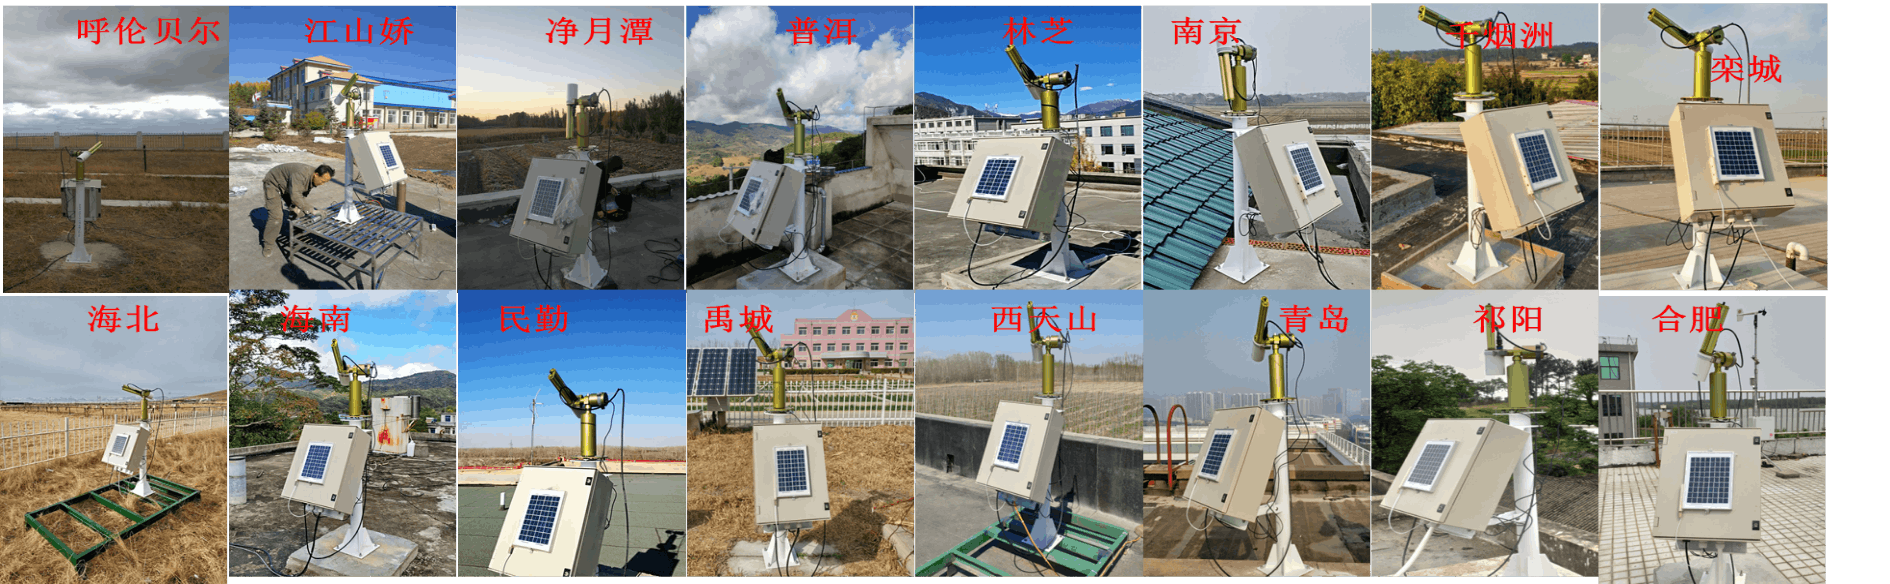 呼伦贝尔
江山娇
净月潭
普洱
林芝
南京
千烟洲
栾城
海北
海南
民勤
禹城
西天山
青岛
祁阳
合肥